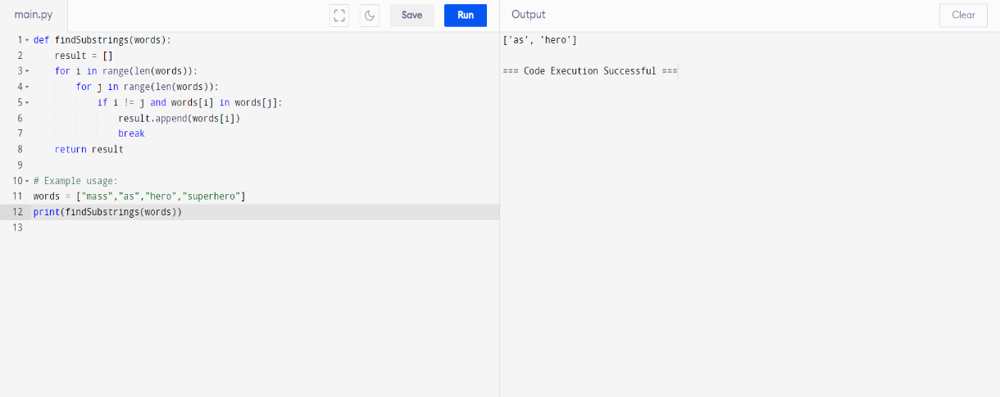 main.py
Save
Run
Output
Clear
1 def findSubstrings(words):
2     result = []
3     for i in range(len(words)):
4         for j in range(len(words)):
5             if i != j and words[i] in words[j]:
6                 result.append(words[i])
7                 break
8     return result
9
10 # Example usage:
11 words = ["mass","as","hero","superhero"]
12 print(findSubstrings(words))
13
['as', 'hero']
=== Code Execution Successful ===